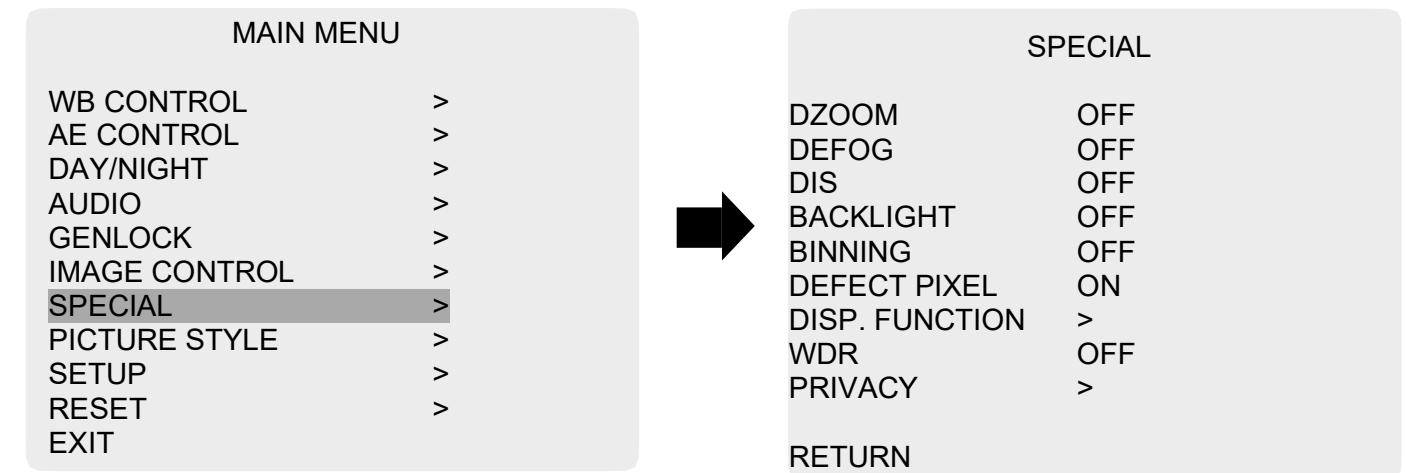 MAIN MENU
WB CONTROL >
AE CONTROL >
DAY/NIGHT >
AUDIO >
GENLOCK >
IMAGE CONTROL >
SPECIAL >
PICTURE STYLE >
SETUP >
RESET >
EXIT
SPECIAL
DZOOM OFF
DEFOG OFF
DIS OFF
BACKLIGHT OFF
BINNING OFF
DEFECT PIXEL ON
DISP. FUNCTION >
WDR OFF
PRIVACY >
RETURN